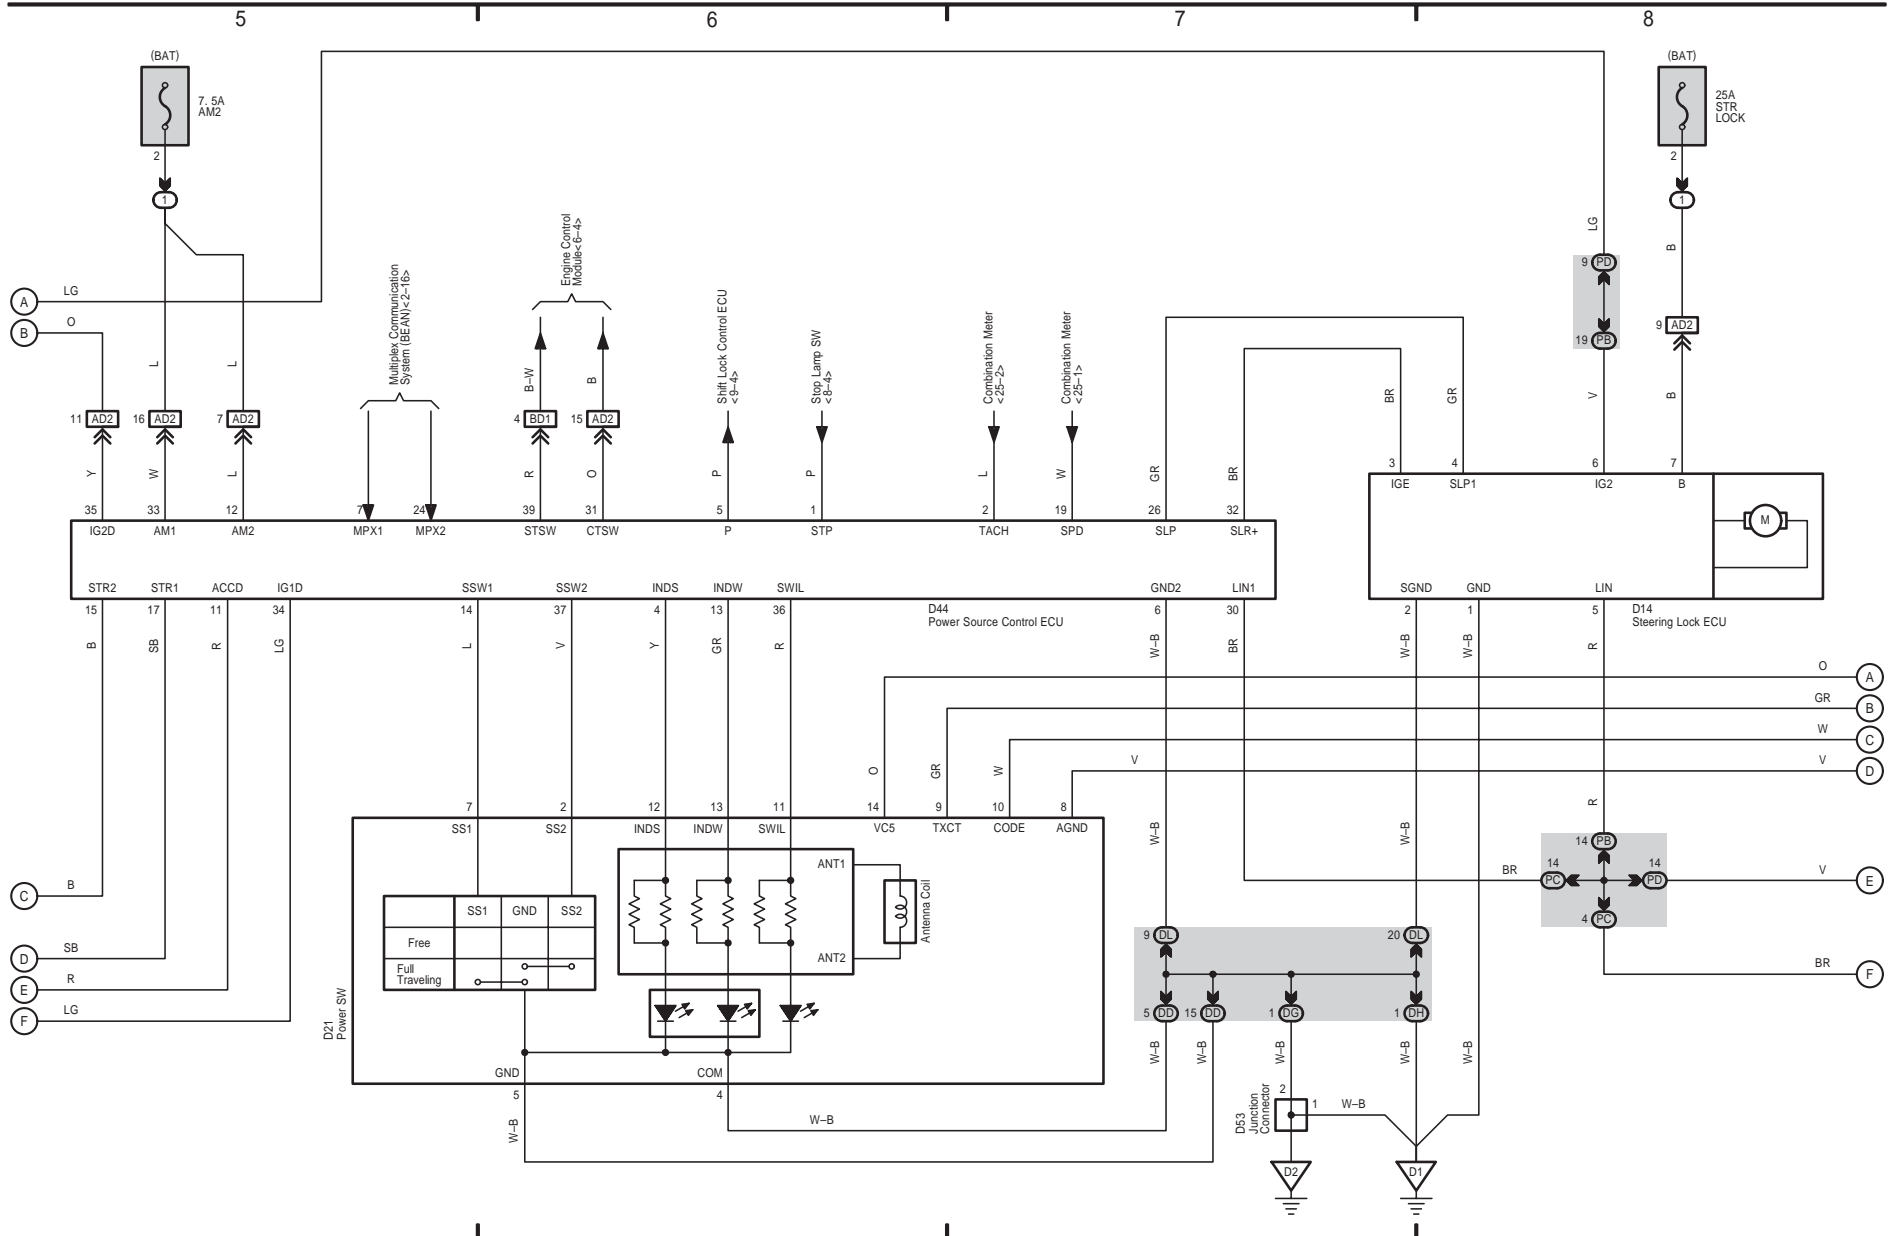 5 6 7 8
(BAT) (BAT)
7. 5A
AM2
25A
STR
LOCK
2 2
1 1
LG B
Engine Control
Module<6–4>
Multiplex Communication
System (BEAN)<2–16>
Shift Lock Control ECU
<9–4>
Stop Lamp SW
<8–4>
Combination Meter
<25–2>
Combination Meter
<25–1>
9 PD
A LG
B O
9 AD2
19 PB
L L B–W B BR GR V B
11 AD2 16 AD2 7 AD2 4 BD1 15 AD2
Y W L R O P P L W GR BR
3 4 6 7
IGE SLP1 IG2 B
35 33 12 7 24 39 31 5 1 2 19 26 32
IG2D AM1 AM2 MPX1 MPX2 STSW CTSW P STP TACH SPD SLP SLR+
M
STR2 STR1 ACCD IG1D SSW1 SSW2 INDS INDW SWIL GND2 LIN1
SGND GND LIN
15 17 11 34 14 37 4 13 36 6 30
2 1 5
D44
Power Source Control ECU
D14
Steering Lock ECU
B SB R LG L V Y GR R W–B BR W–B W–B R
O A
GR B
W C
V V D
O GR W R
7 2 12 13 11 14 9 10 8
SS1 SS2 INDS INDW SWIL VC5 TXCT CODE AGND
W–B W–B
14 PB
ANT1
14 PC 14 PD
BR V E
4 PC
C B
Antenna Coil
SS1 GND SS2
Free
Full
Traveling
ANT2
9 DL 20 DL
D SB
E R
F LG
BR F
5 DD 15 DD 1 DG 1 DH
D21
Power SW
W–B W–B W–B W–B W–B
GND COM
5 4
2
1 W–B
D53
Junction
Connector
W–B
W–B
D2 D1